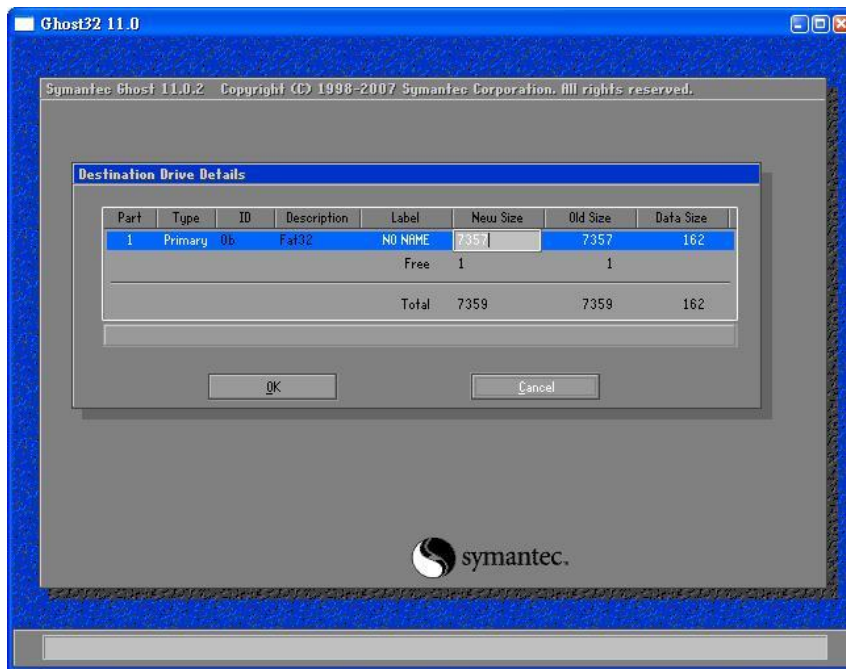 Ghost32 11.0
Symantec Ghost 11.0.2 Copyright (C) 1998-2007 Symantec Corporation. All rights reserved.
Destination Drive Details
Part Type ID Description Label New Size Old Size Data Size
1 Primary 0b Fat32 NO NAME 7357 7357 162
Free 1 1
Total 7359 7359 162
OK Cancel
symantec.